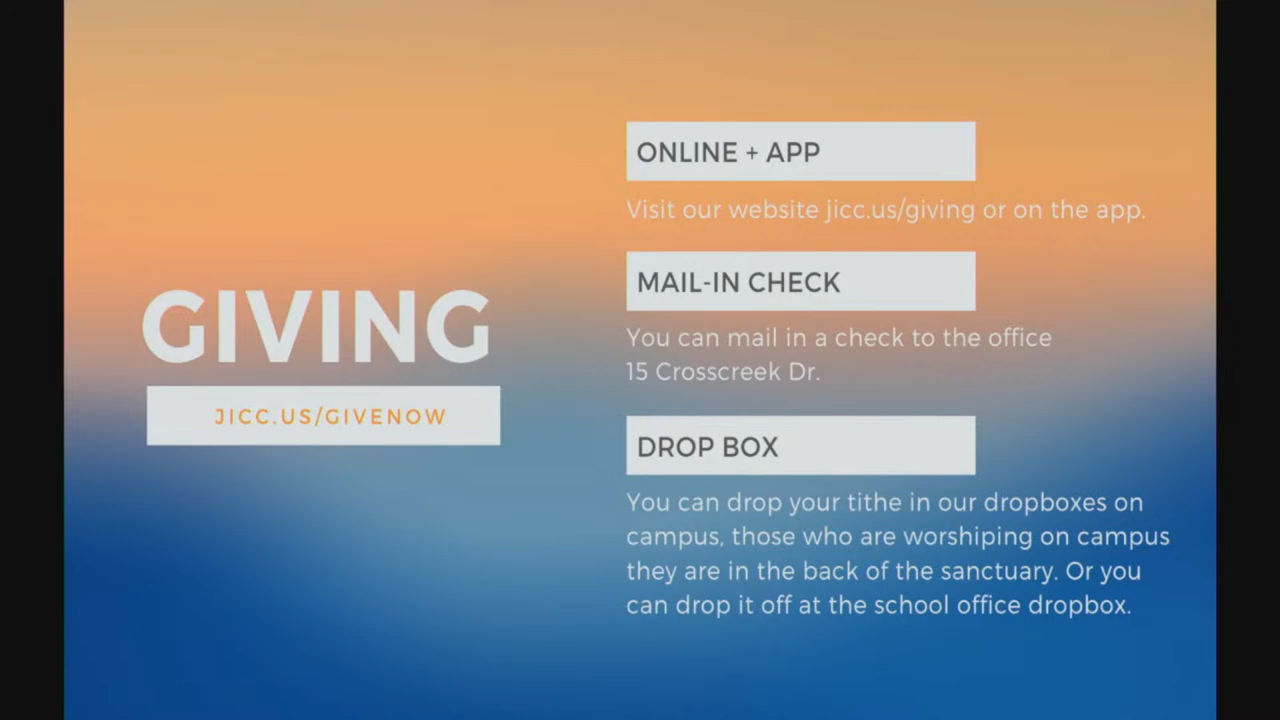 GIVING
JICC.US/GIVENOW
ONLINE + APP
Visit our website jicc.us/giving or on the app.
MAIL-IN CHECK
You can mail in a check to the office
15 Crosscreek Dr.
DROP BOX
You can drop your tithe in our dropboxes on
campus, those who are worshiping on campus
they are in the back of the sanctuary. Or you
can drop it off at the school office dropbox.